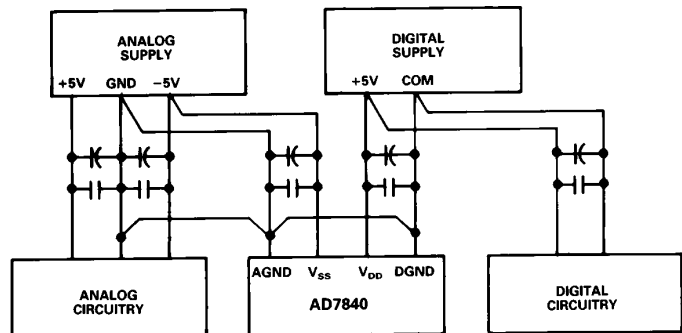 ANALOG
SUPPLY
+5V GND –5V
DIGITAL
SUPPLY
+5V COM
ANALOG
CIRCUITRY
AGND VSS VDD DGND
AD7840
DIGITAL
CIRCUITRY